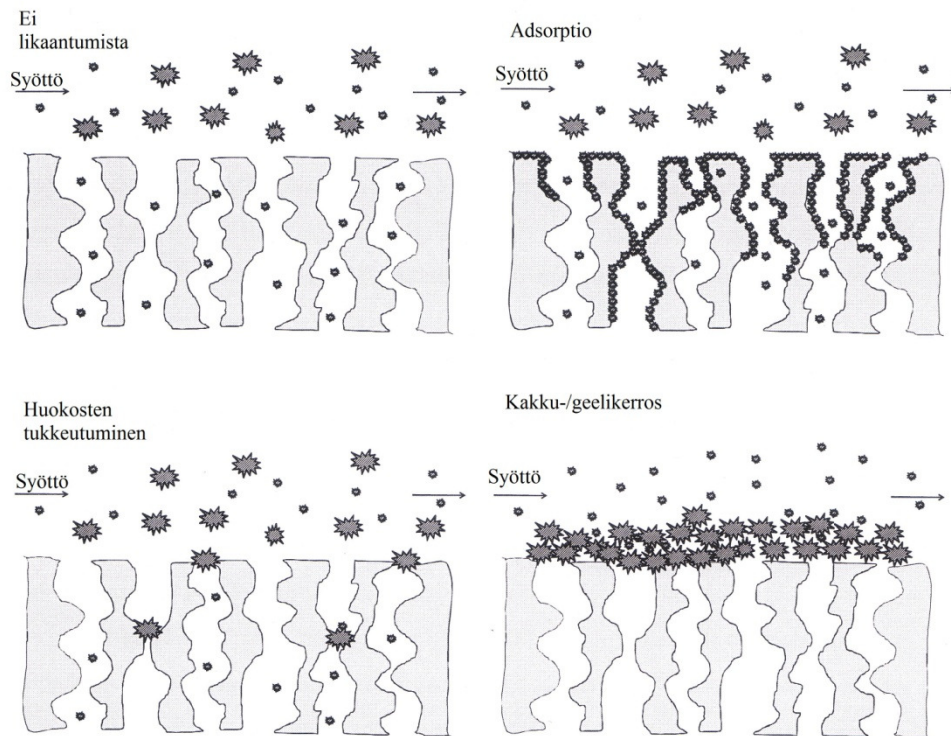 Ei
likaantumista
Syöttö
Adsorptio
Syöttö
Huokosten
tukkeutuminen
Syöttö
Kakku-/geelikerros
Syöttö